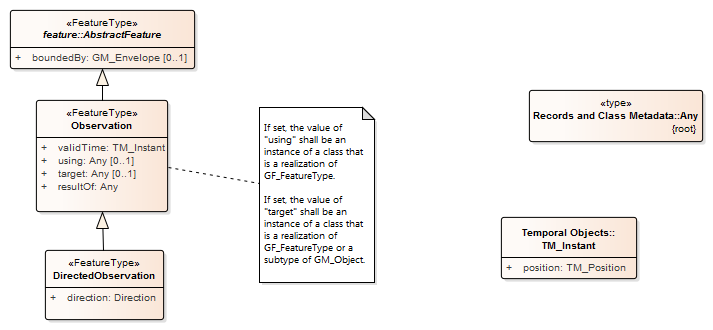 «FeatureType»
feature::AbstractFeature
+ boundedBy: GM_Envelope [0..1]
«FeatureType»
Observation
+ validTime: TM_Instant
+ using: Any [0..1]
+ target: Any [0..1]
+ resultOf: Any
«FeatureType»
DirectedObservation
+ direction: Direction
If set, the value of
"using" shall be an
instance of a class that
is a realization of
GF_FeatureType.
If set, the value of
"target" shall be an
instance of a class that
is a realization of
GF_FeatureType or a
subtype of GM_Object.
«type»
Records and Class Metadata::Any
{root}
Temporal Objects::
TM_Instant
+ position: TM_Position